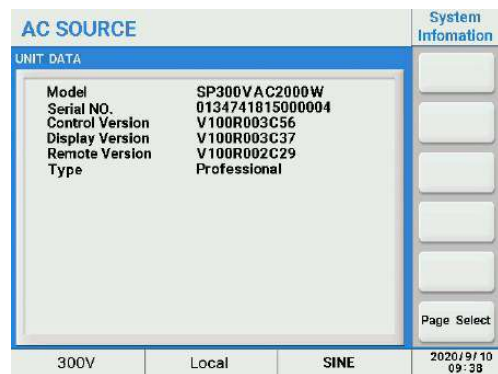 AC SOURCE
System
Infomation
UNIT DATA
Model SP300VAC2000W
Serial NO. 0134741815000004
Control Version V100R003C56
Display Version V100R003C37
Remote Version V100R002C29
Type Professional
Page Select
300V Local SINE 2020/9/10
09:38